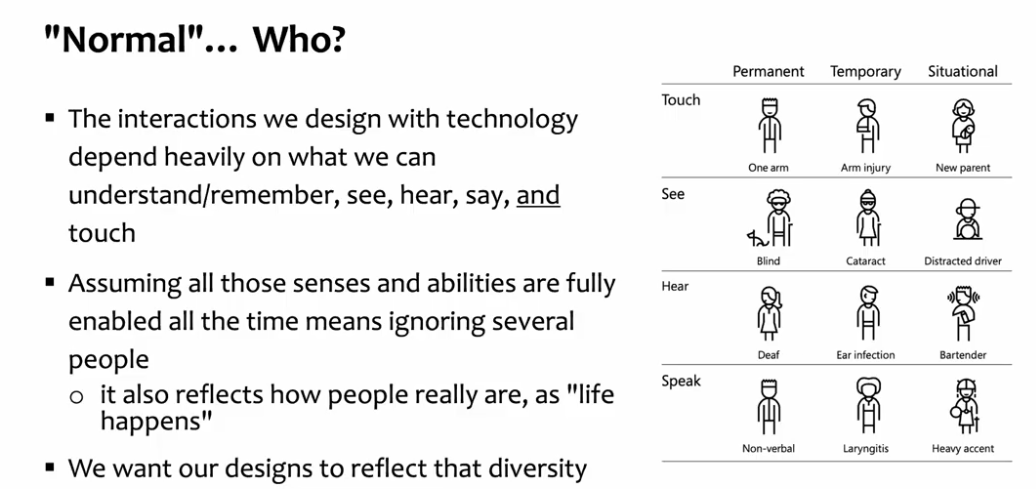 "Normal"... Who?
▪ The interactions we design with technology
depend heavily on what we can
understand/remember, see, hear, say, and
touch
▪ Assuming all those senses and abilities are fully
enabled all the time means ignoring several
people
o it also reflects how people really are, as "life
happens"
▪ We want our designs to reflect that diversity
Permanent Temporary Situational
Touch
One arm Arm injury New parent
See
Blind Cataract Distracted driver
Hear
Deaf Ear infection Bartender
Speak
Non-verbal Laryngitis Heavy accent